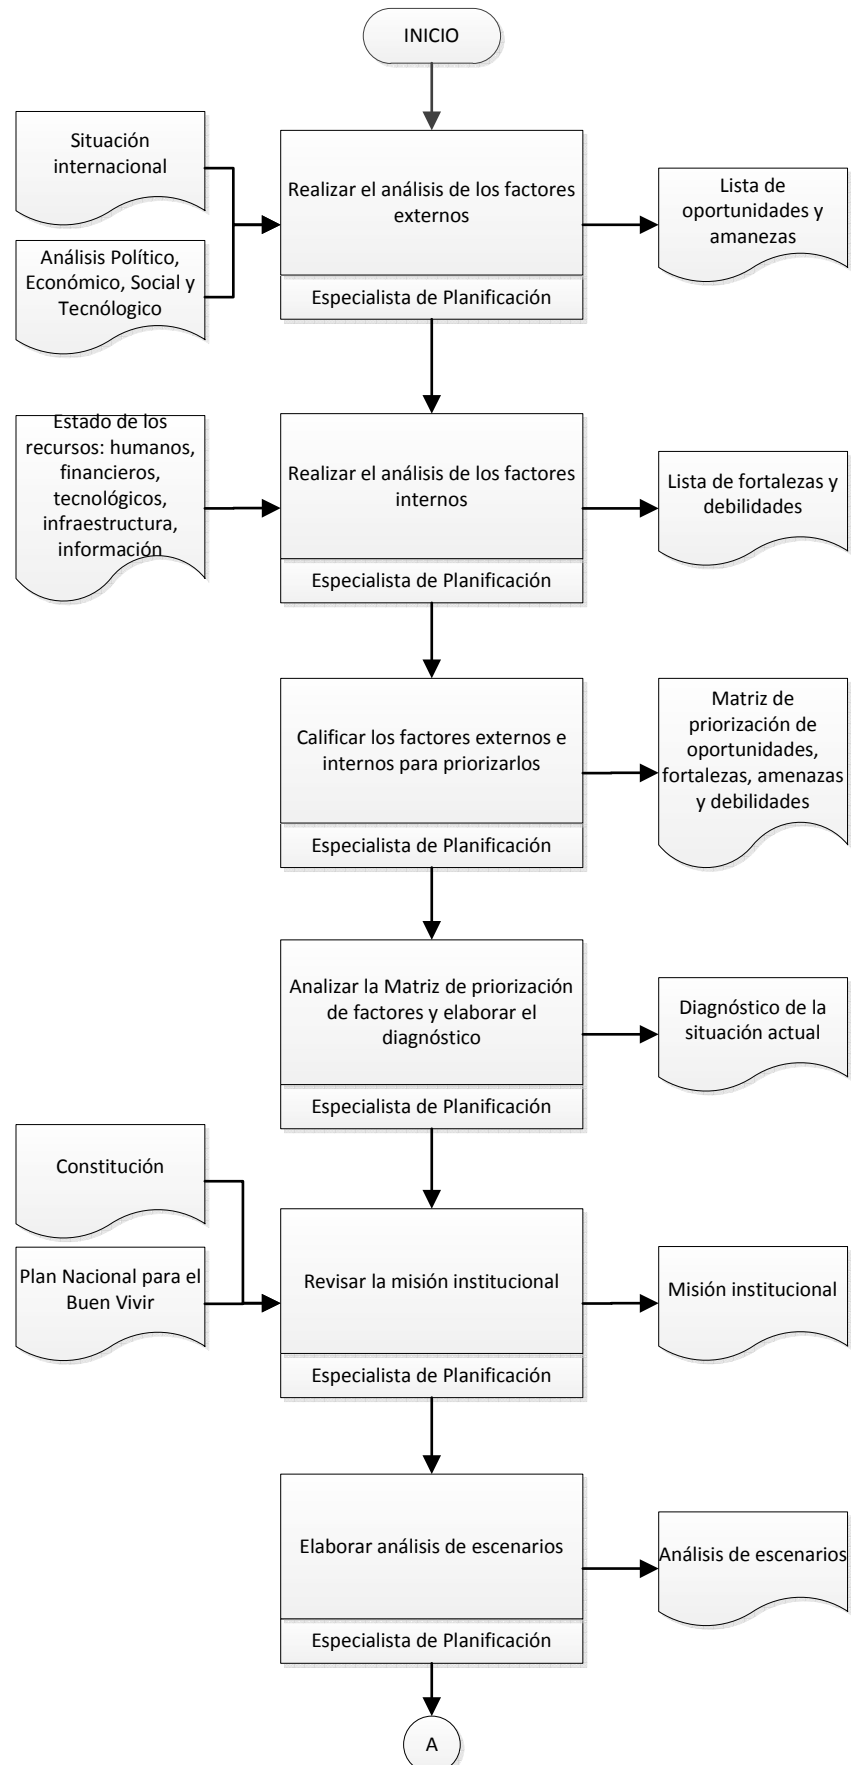 INICIO
Situación
internacional
Análisis Político,
Económico, Social y
Tecnólogico
Realizar el análisis de los factores
externos
Especialista de Planificación
Lista de
oportunidades y
amanezas
Estado de los
recursos: humanos,
financieros,
tecnológicos,
infraestructura,
información
Realizar el análisis de los factores
internos
Especialista de Planificación
Lista de fortalezas y
debilidades
Calificar los factores externos e
internos para priorizarlos
Especialista de Planificación
Matriz de
priorización de
oportunidades,
fortalezas, amenazas
y debilidades
Analizar la Matriz de priorización
de factores y elaborar el
diagnóstico
Especialista de Planificación
Diagnóstico de la
situación actual
Constitución
Plan Nacional para el
Buen Vivir
Revisar la misión institucional
Especialista de Planificación
Misión institucional
Elaborar análisis de escenarios
Especialista de Planificación
Análisis de escenarios
A